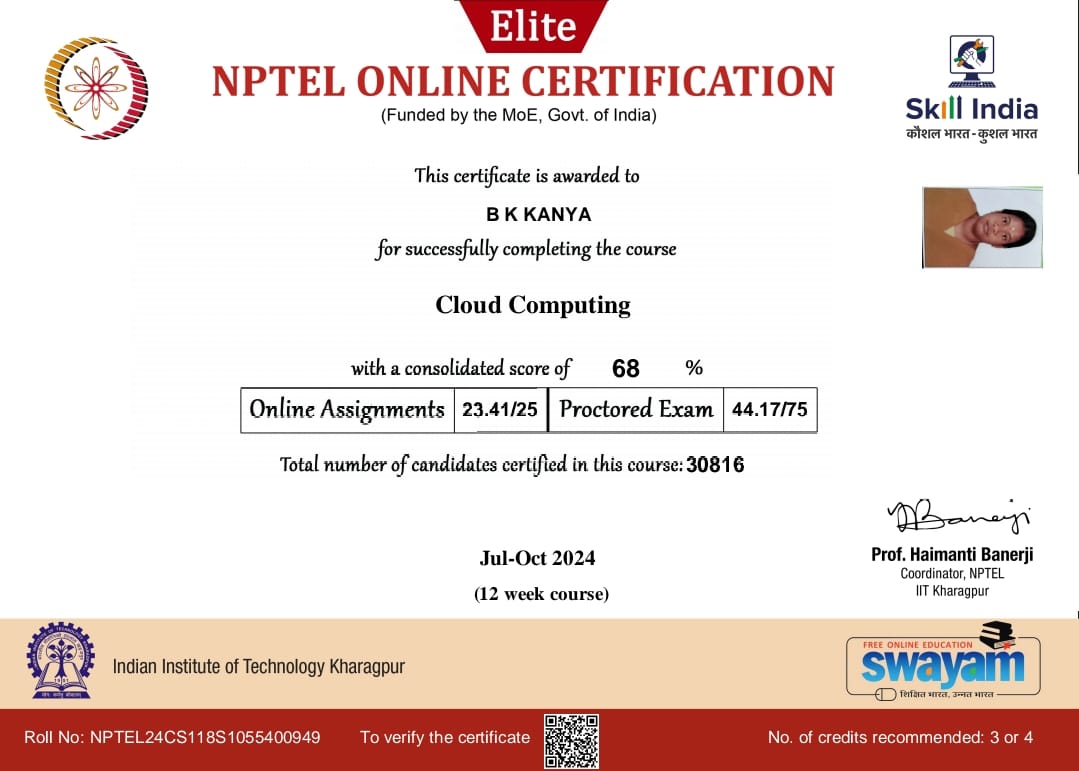 Elite
NPTEL ONLINE CERTIFICATION
(Funded by the MoE, Govt. of India)
Skill India
कौशल भारत - कुशल भारत
This certificate is awarded to
B K KANYA
for successfully completing the course
Cloud Computing
with a consolidated score of 68 %
Online Assignments 23.41/25 Proctored Exam 44.17/75
Total number of candidates certified in this course: 30816
Banerji
Prof. Haimanti Banerji
Coordinator, NPTEL
IIT Kharagpur
Jul-Oct 2024
(12 week course)
Indian Institute of Technology Kharagpur
FREE ONLINE EDUCATION
swayam
शिक्षित भारत, उन्नत भारत
Roll No: NPTEL24CS118S1055400949 To verify the certificate No. of credits recommended: 3 or 4